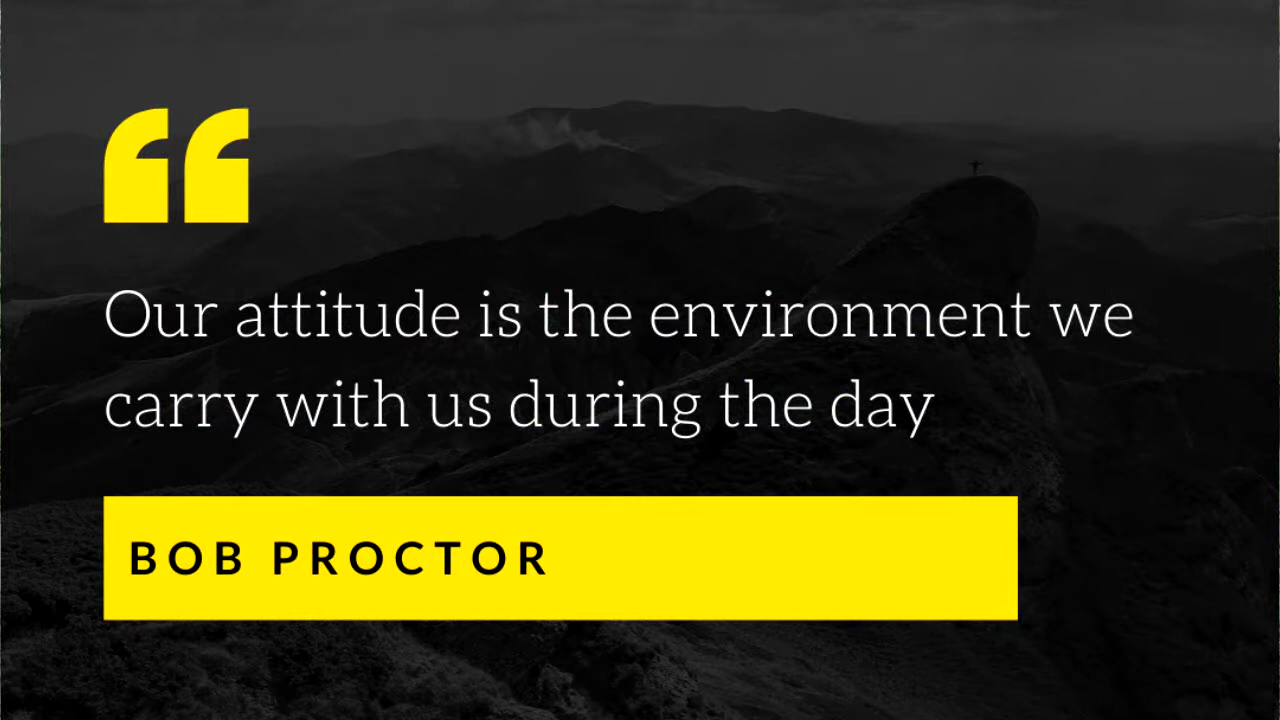 “
Our attitude is the environment we
carry with us during the day
BOB PROCTOR